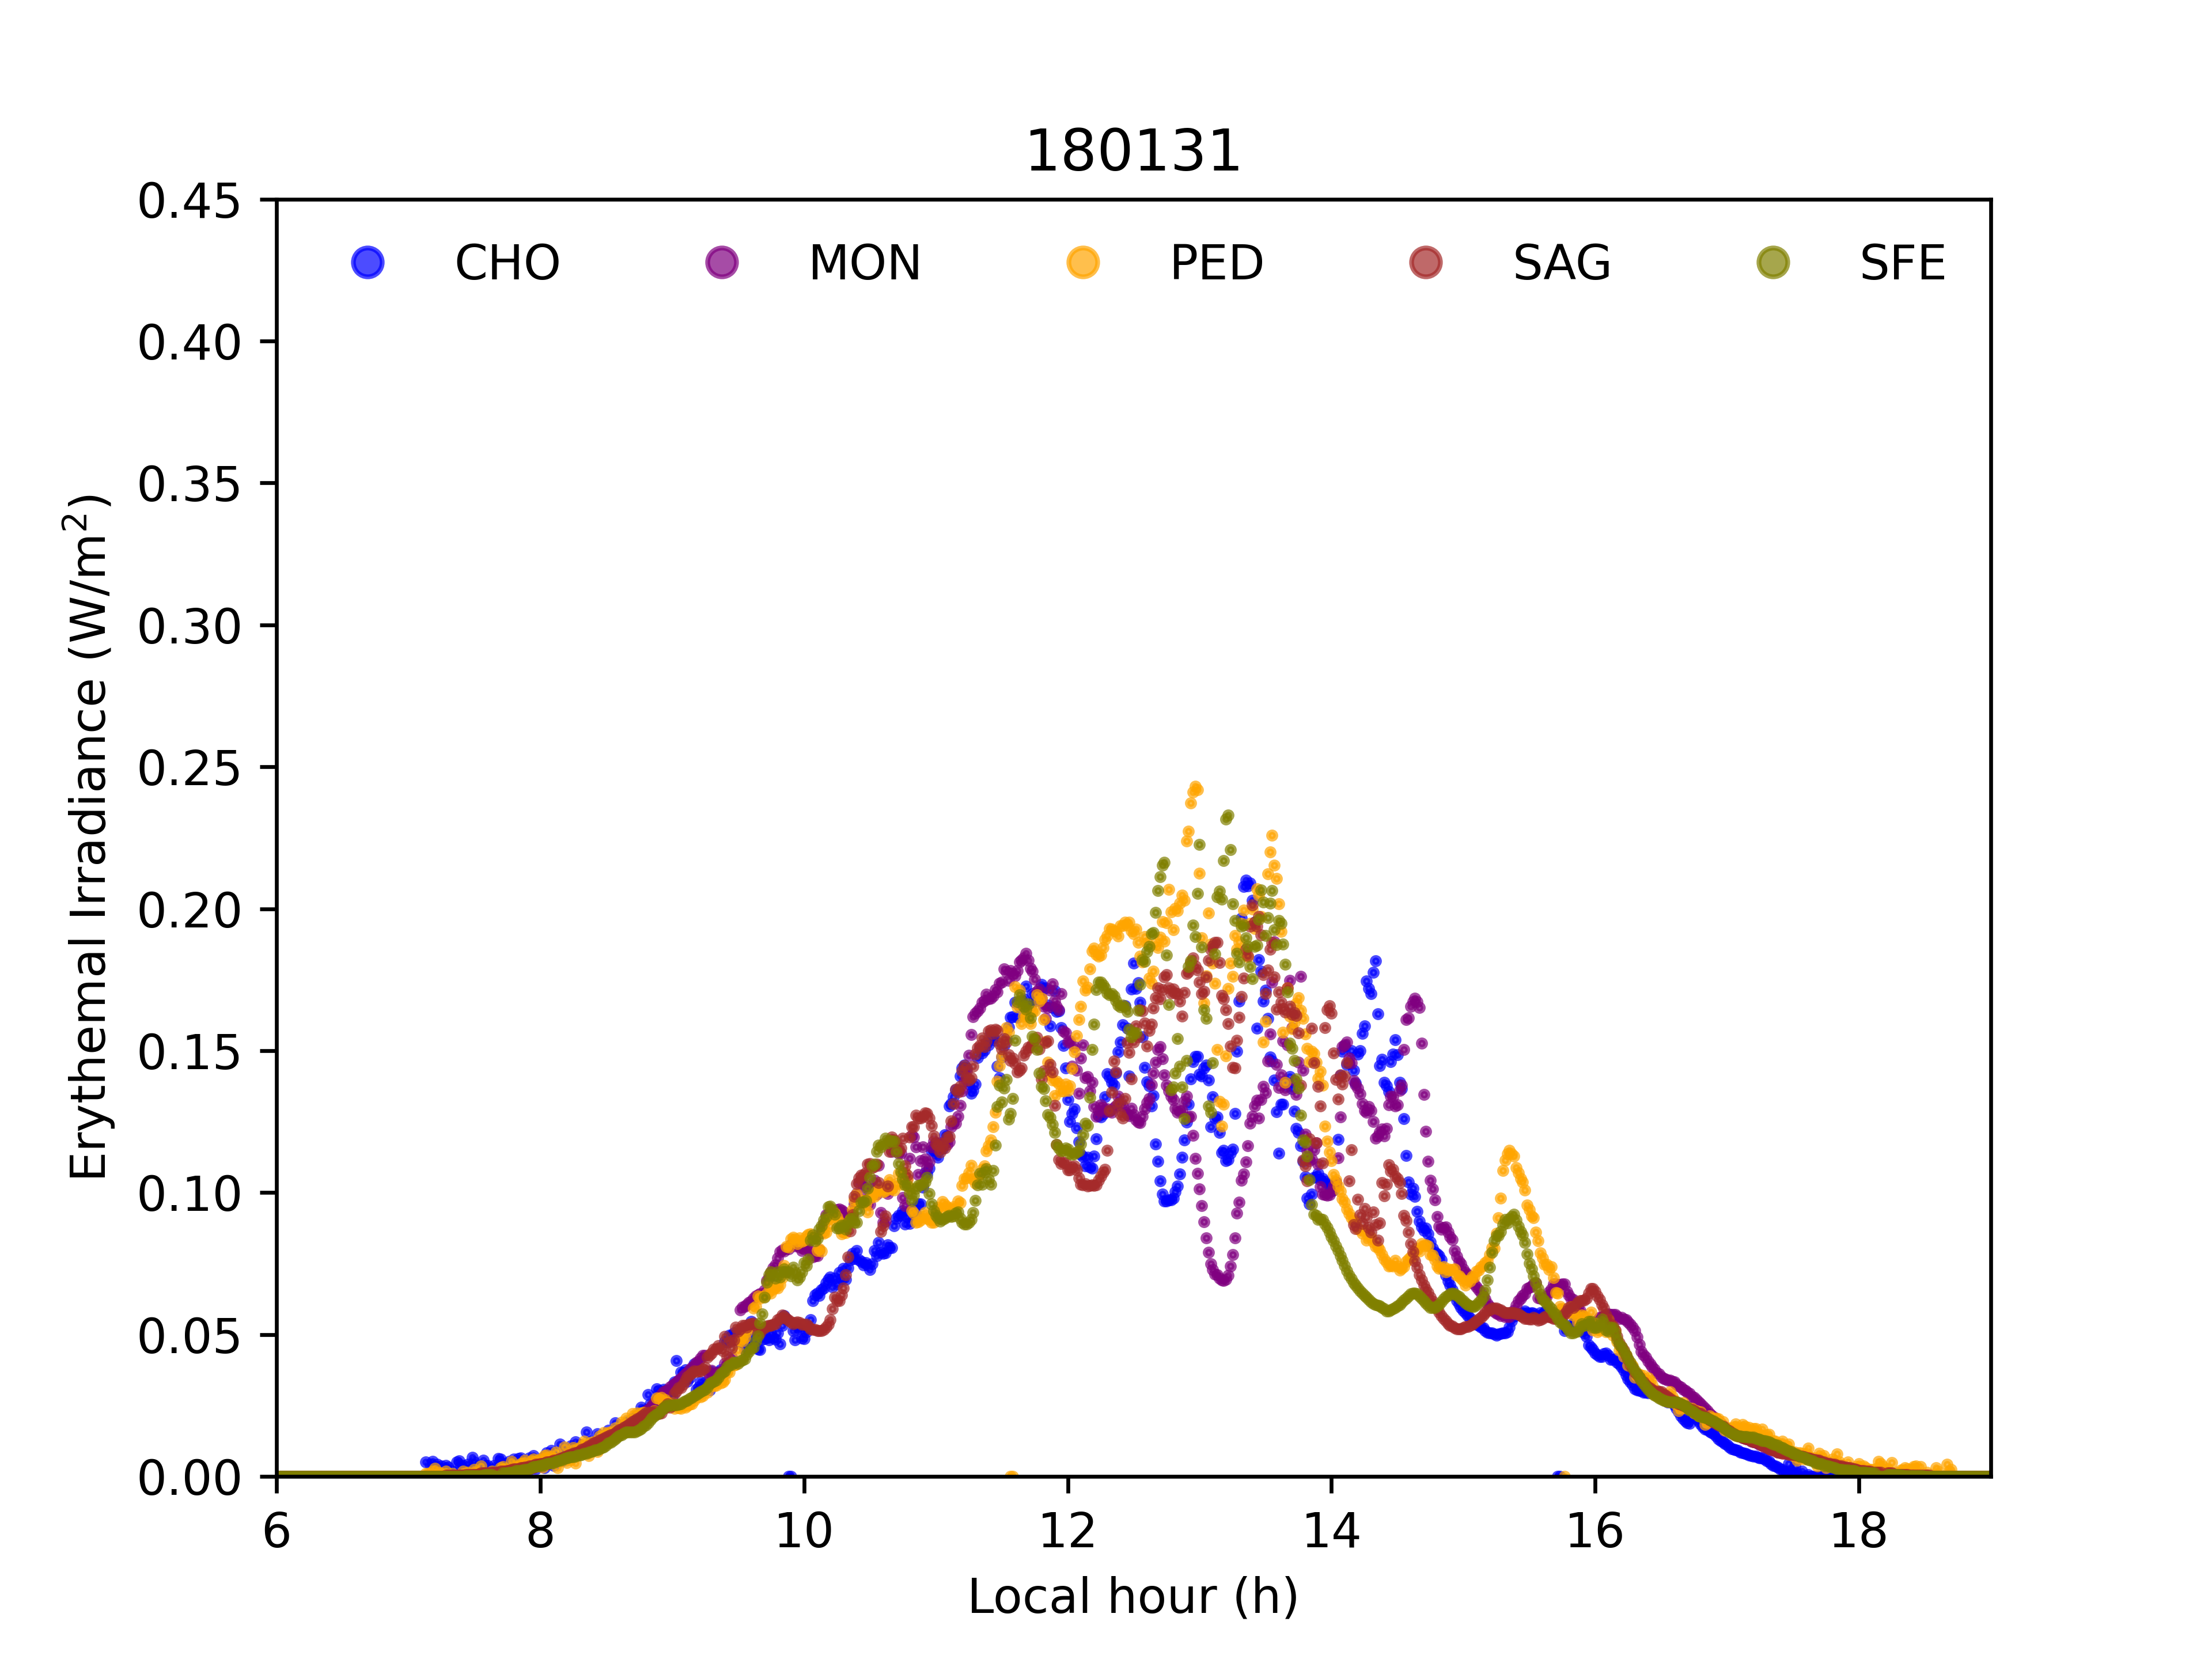 180131
0.45
CHO MON PED SAG SFE
0.40
0.35
0.30
0.25
0.20
0.15
0.10
0.05
0.00
Erythemal Irradiance (W/m²)
6 8 10 12 14 16 18
Local hour (h)